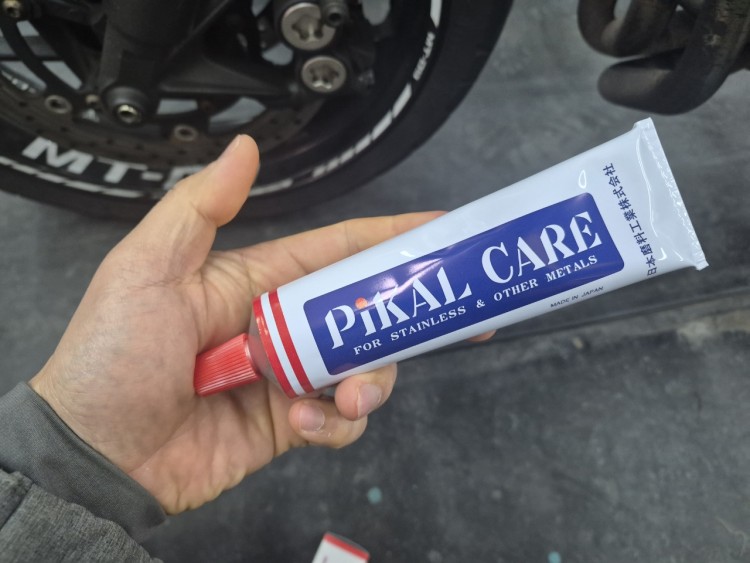 PiKAL CARE
FOR STAINLESS & OTHER METALS
MADE IN JAPAN
日本磨料工業株式会社
MT-